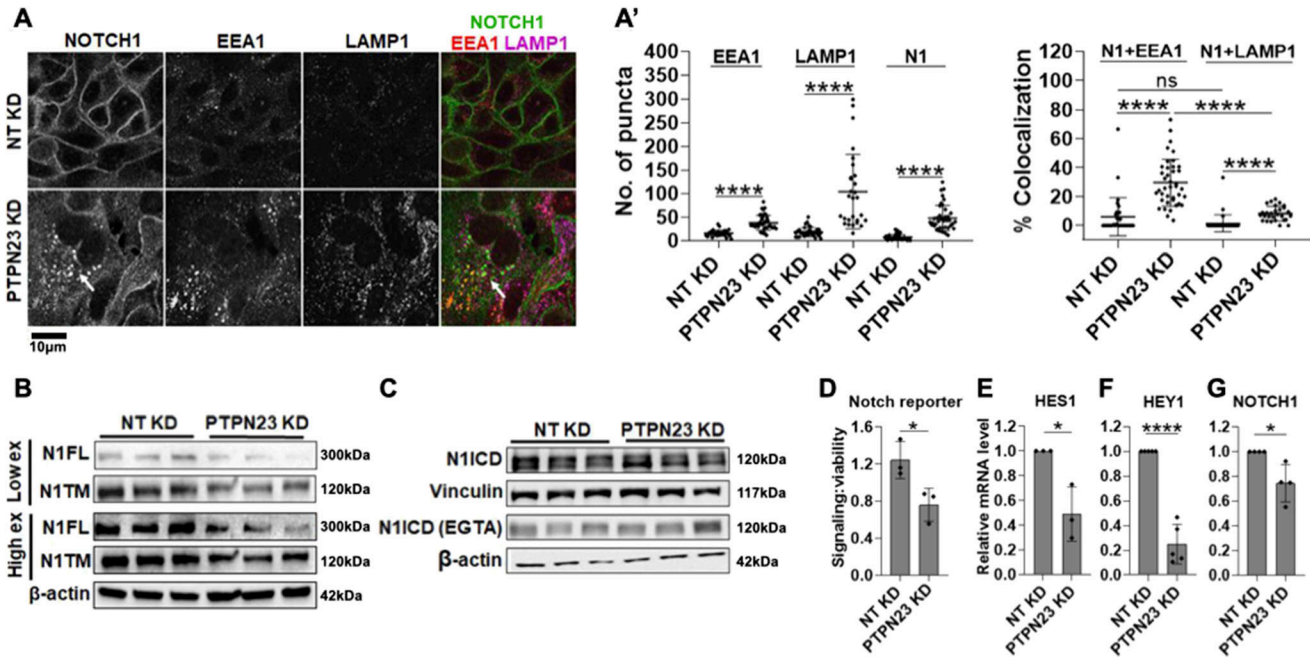 A
NOTCH1
EEA1
LAMP1
NOTCH1
EEA1 LAMP1
NT KD
PTPN23 KD
10μm
A'
No. of puncta
400
350
300
250
200
150
100
50
0
EEA1
LAMP1
N1
****
****
****
NT KD
PTPN23 KD
NT KD
PTPN23 KD
NT KD
PTPN23 KD
% Colocalization
120
100
80
60
40
20
0
N1+EEA1
N1+LAMP1
ns
****
****
****
NT KD
PTPN23 KD
NT KD
PTPN23 KD
B
NT KD
PTPN23 KD
Low ex
N1FL
300kDa
N1TM
120kDa
High ex
N1FL
300kDa
N1TM
120kDa
β-actin
42kDa
C
NT KD
PTPN23 KD
N1ICD
120kDa
Vinculin
117kDa
N1ICD (EGTA)
120kDa
β-actin
42kDa
D
Notch reporter
Signaling:viability
1.6
1.2
0.8
0.4
0.0
*
NT KD
PTPN23 KD
E
HES1
Relative mRNA level
1.2
1.0
0.8
0.6
0.4
0.2
0.0
*
NT KD
PTPN23 KD
F
HEY1
1.2
1.0
0.8
0.6
0.4
0.2
0.0
****
NT KD
PTPN23 KD
G
NOTCH1
1.2
1.0
0.8
0.6
0.4
0.2
0.0
*
NT KD
PTPN23 KD